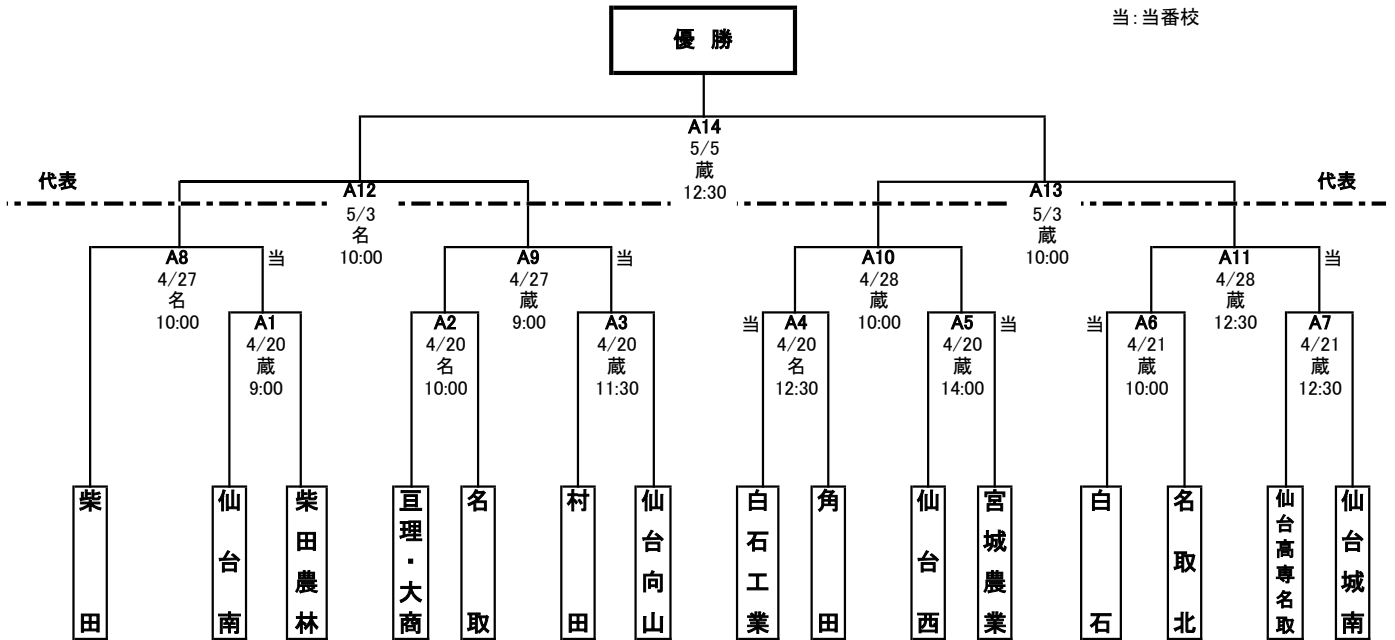 当：当番校
優 勝
A14
5/5
蔵
12:30
代表
代表
A12
5/3
名
10:00
A13
5/3
蔵
10:00
A8
4/27
名
10:00
当
A9
4/27
蔵
9:00
当
A10
4/28
蔵
10:00
A11
4/28
蔵
12:30
当
A1
4/20
蔵
9:00
A2
4/20
名
10:00
A3
4/20
蔵
11:30
当
A4
4/20
名
12:30
A5
4/20
蔵
14:00
当
当
A6
4/21
蔵
10:00
A7
4/21
蔵
12:30
柴田
仙台南
柴田農林
亘理・大商
名取
村田
仙台向山
白石工業
角田
仙台西
宮城農業
白石
名取北
仙台高専名取
仙台城南